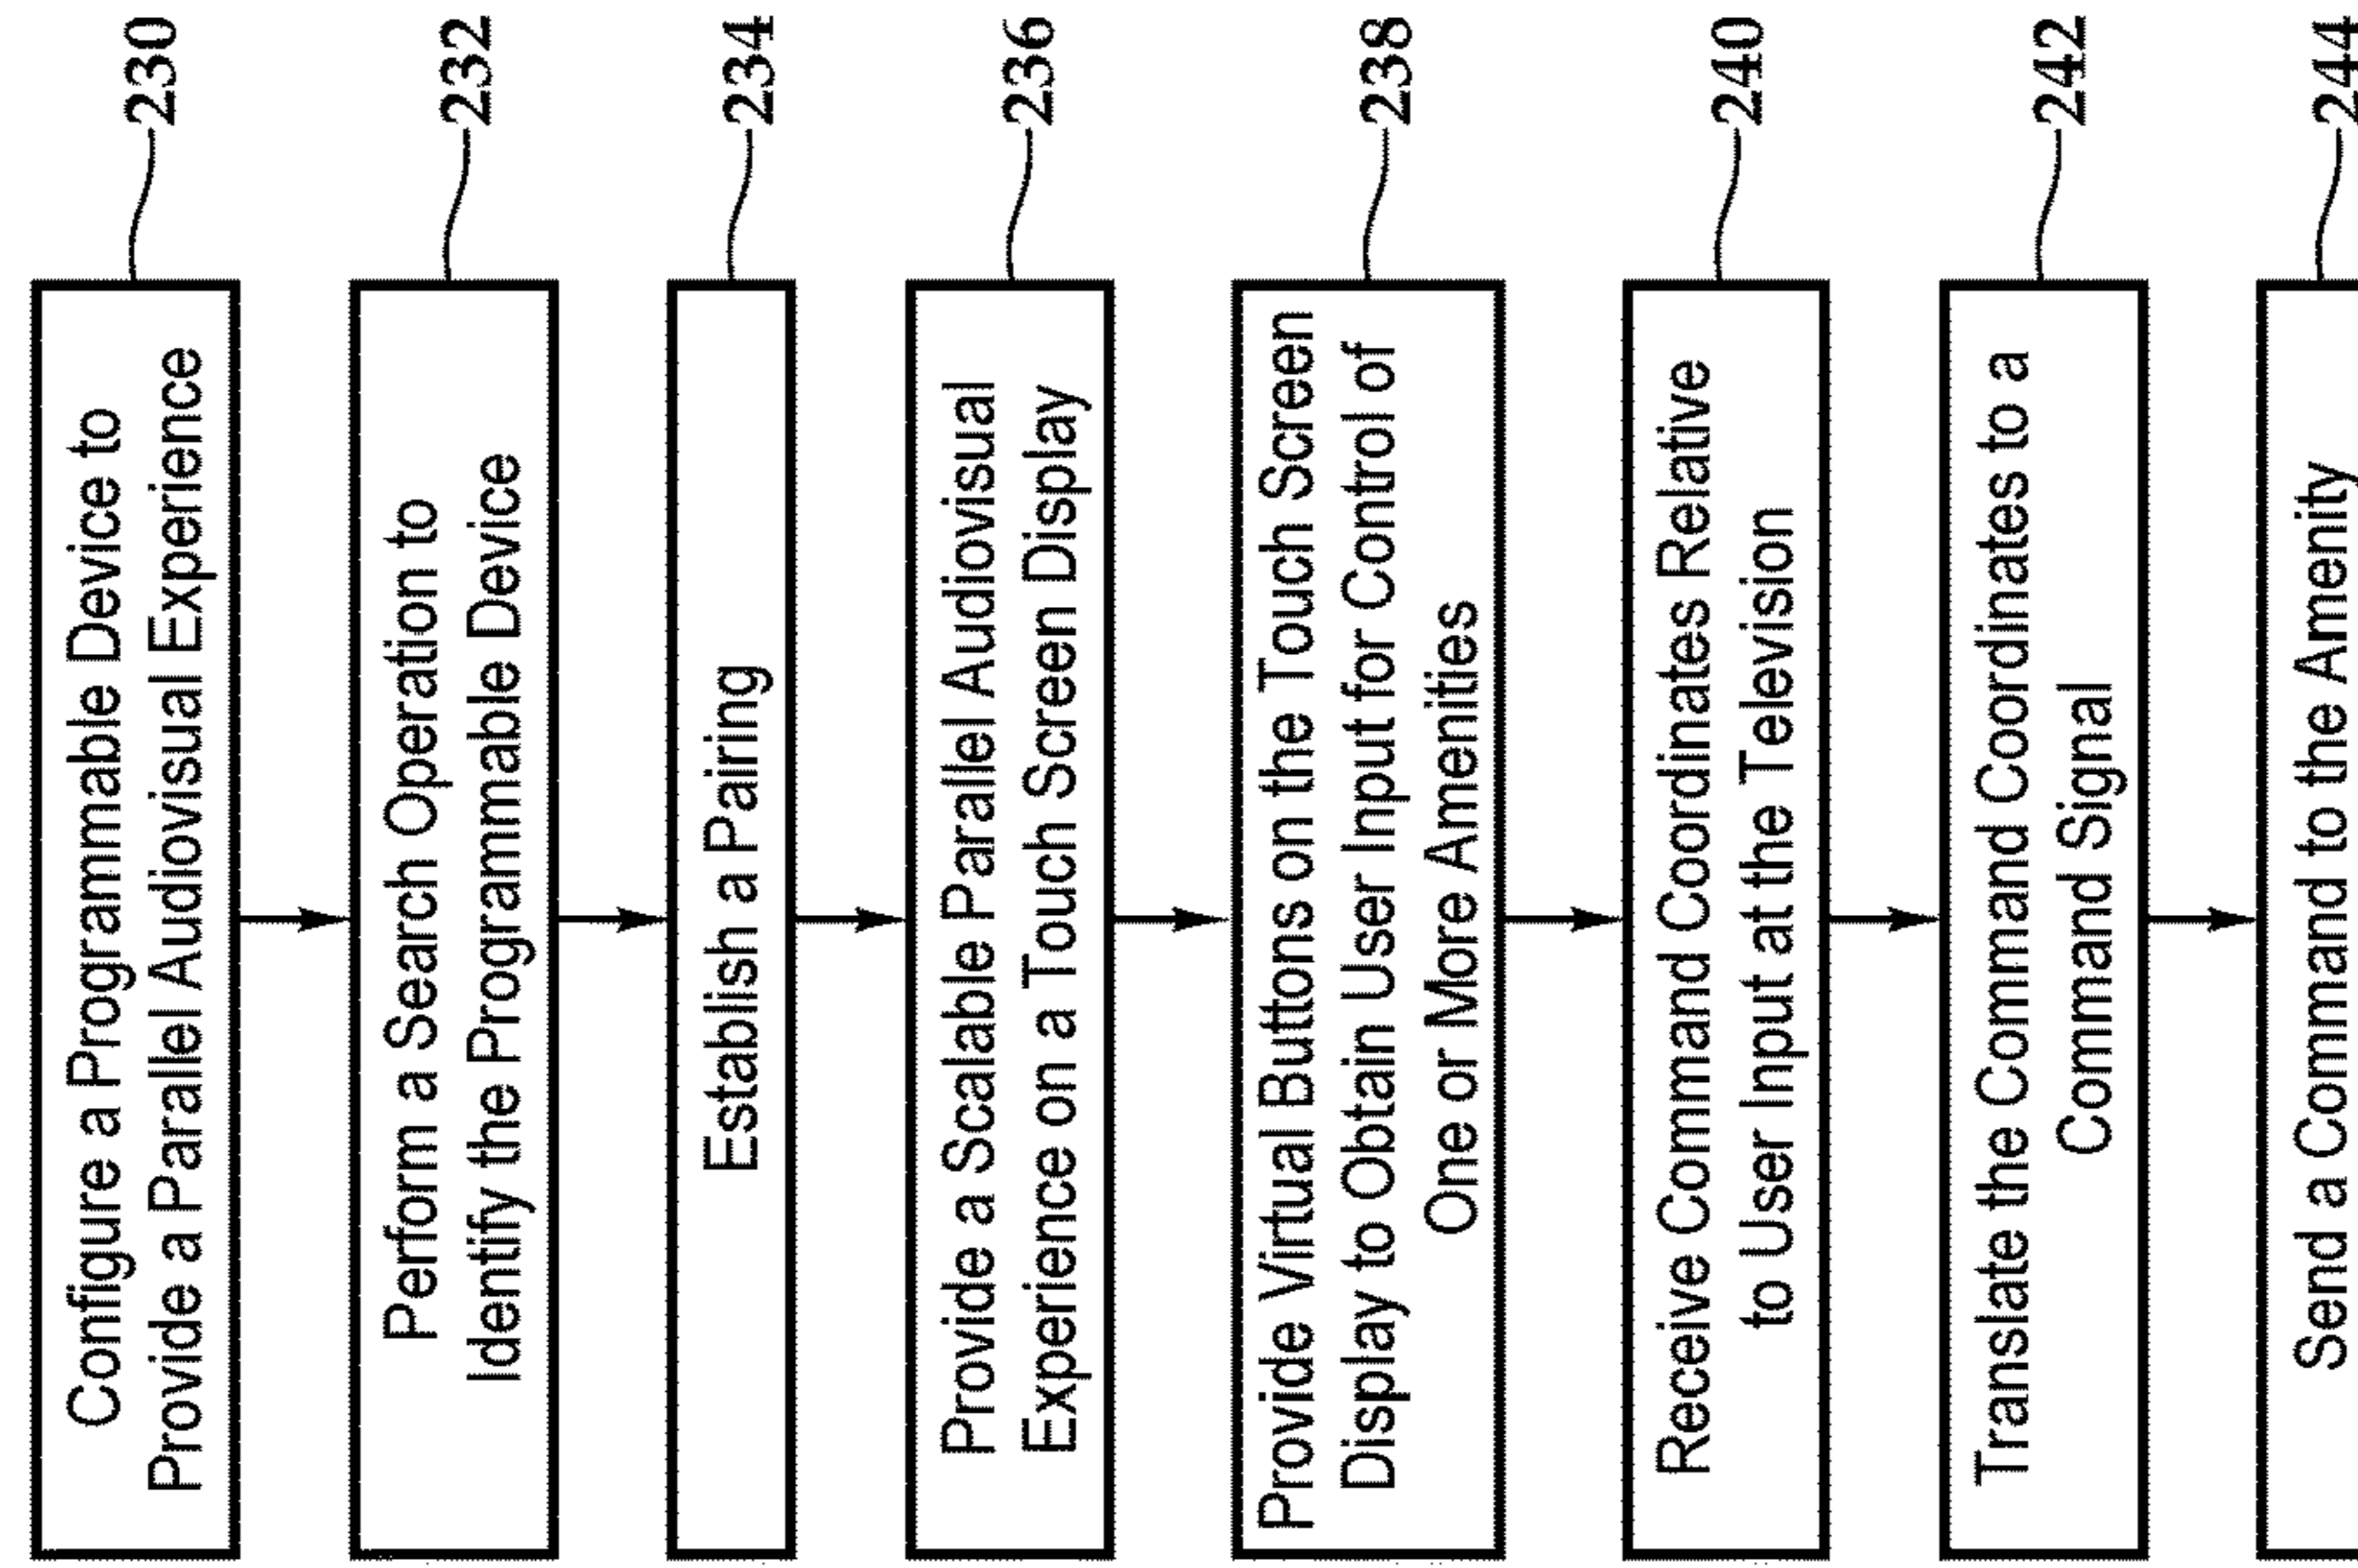 Configure a Programmable Device to
Provide a Parallel Audiovisual Experience
230
Perform a Search Operation to
Identify the Programmable Device
232
Establish a Pairing
234
Provide a Scalable Parallel Audiovisual
Experience on a Touch Screen Display
236
Provide Virtual Buttons on the Touch Screen
Display to Obtain User Input for Control of
One or More Amenities
238
Receive Command Coordinates Relative
to User Input at the Television
240
Translate the Command Coordinates to a
Command Signal
242
Send a Command to the Amenity
244